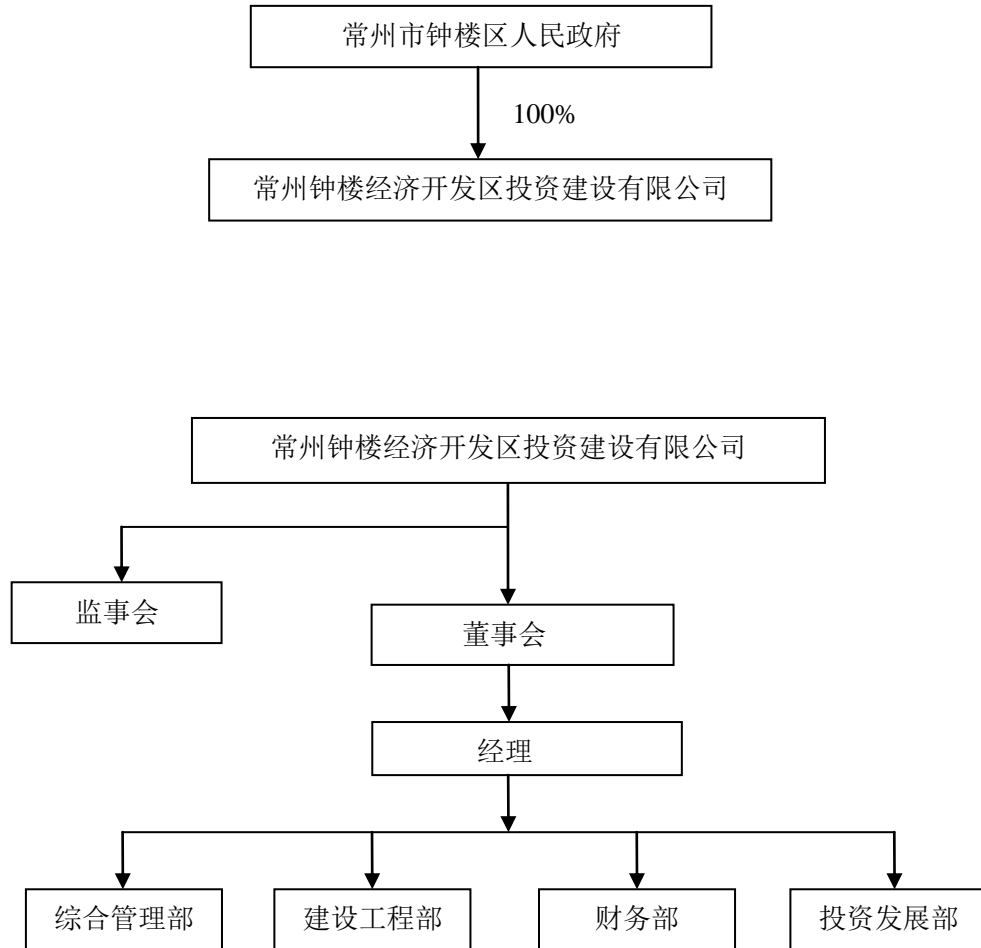 常州市钟楼区人民政府
100%
常州钟楼经济开发区投资建设有限公司
常州钟楼经济开发区投资建设有限公司
监事会
董事会
经理
综合管理部
建设工程部
财务部
投资发展部